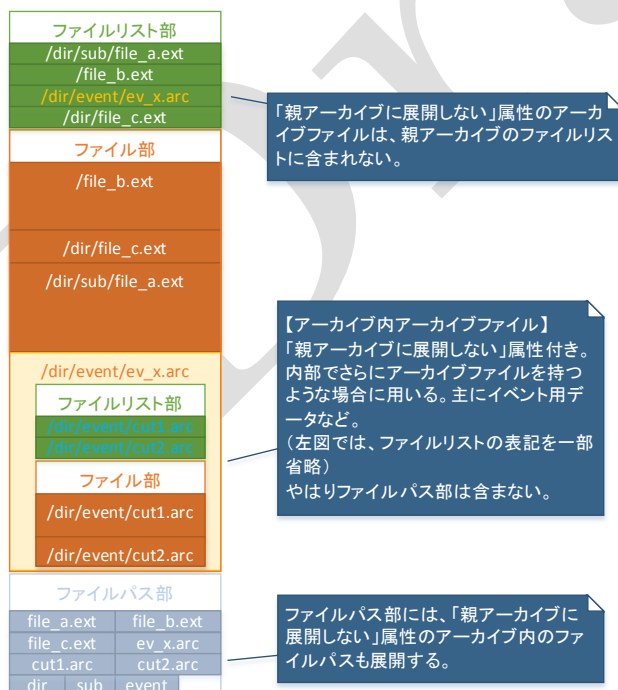 ファイルリスト部
/dir/sub/file_a.ext
/file_b.ext
/dir/event/ev_x.arc
/dir/file_c.ext
「親アーカイブに展開しない」属性のアーカ
イブファイルは、親アーカイブのファイルリス
トに含まれない。
ファイル部
/file_b.ext
/dir/file_c.ext
/dir/sub/file_a.ext
/dir/event/ev_x.arc
ファイルリスト部
/dir/event/cut1.arc
/dir/event/cut2.arc
ファイル部
/dir/event/cut1.arc
/dir/event/cut2.arc
【アーカイブ内アーカイブファイル】
「親アーカイブに展開しない」属性付き。
内部でさらにアーカイブファイルを持つ
ような場合に用いる。主にイベント用デ
ータなど。
（左図では、ファイルリストの表記を一部
省略）
やはりファイルパス部は含まない。
ファイルパス部
file_a.ext file_b.ext
file_c.ext ev_x.arc
cut1.arc cut2.arc
dir sub event
ファイルパス部には、「親アーカイブに
展開しない」属性のアーカイブ内のファ
イルパスも展開する。